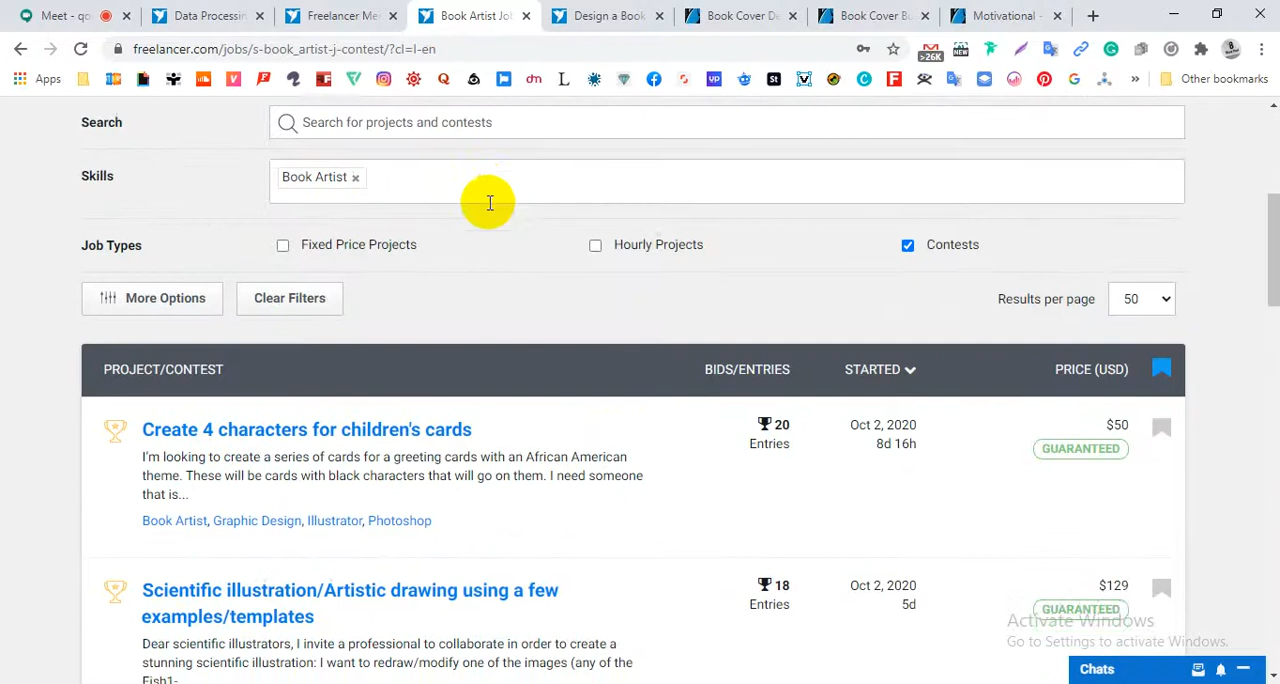 Meet - qo
Data Processin
Freelancer Me
Book Artist Jo
Design a Book
Book Cover De
Book Cover Bu
Motivational -
freelancer.com/jobs/s-book_artist-j-contest/?cl=l-en
>26K
NEW
Apps
Other bookmarks
Search
Search for projects and contests
Skills
Book Artist ×
Job Types
Fixed Price Projects
Hourly Projects
Contests
More Options
Clear Filters
Results per page
50
PROJECT/CONTEST
BIDS/ENTRIES
STARTED
PRICE (USD)
Create 4 characters for children's cards
20
Entries
Oct 2, 2020
8d 16h
$50
GUARANTEED
I'm looking to create a series of cards for a greeting cards with an African American
theme. These will be cards with black characters that will go on them. I need someone
that is...
Book Artist, Graphic Design, Illustrator, Photoshop
Scientific illustration/Artistic drawing using a few
examples/templates
18
Entries
Oct 2, 2020
5d
$129
GUARANTEED
Dear scientific illustrators, I invite a professional to collaborate in order to create a
stunning scientific illustration: I want to redraw/modify one of the images (any of the
Fish1-
Activate Windows
Go to Settings to activate Windows.
Chats